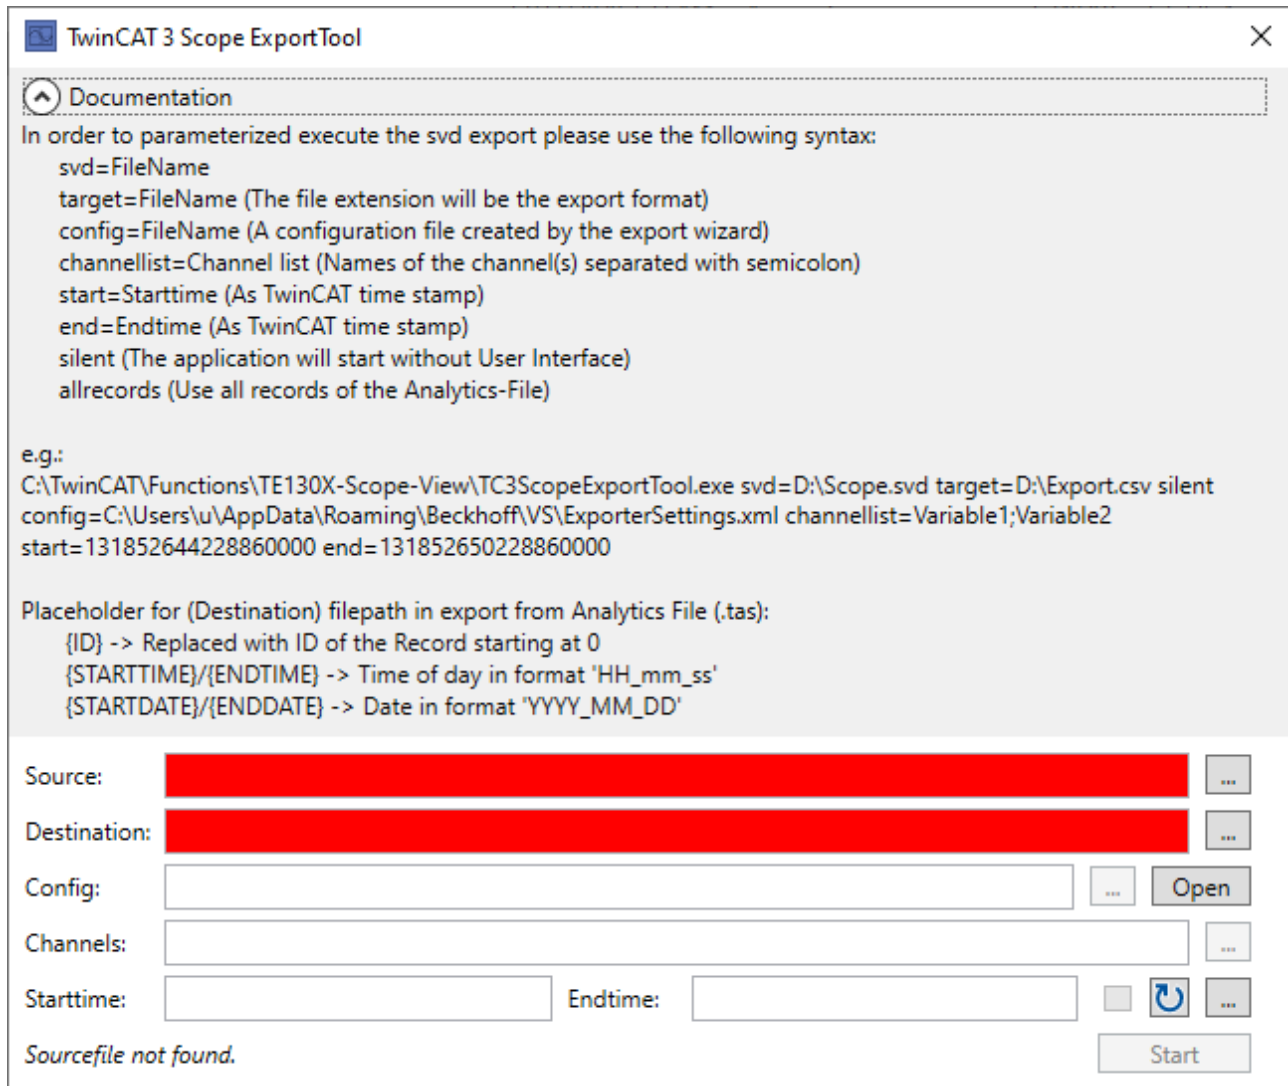 TwinCAT 3 Scope ExportTool
Documentation
In order to parameterized execute the svd export please use the following syntax:
svd=FileName
target=FileName (The file extension will be the export format)
config=FileName (A configuration file created by the export wizard)
channellist=Channel list (Names of the channel(s) separated with semicolon)
start=Starttime (As TwinCAT time stamp)
end=Endtime (As TwinCAT time stamp)
silent (The application will start without User Interface)
allrecords (Use all records of the Analytics-File)
e.g.:
C:\TwinCAT\Functions\TE130X-Scope-View\TC3ScopeExportTool.exe svd=D:\Scope.svd target=D:\Export.csv silent
config=C:\Users\u\AppData\Roaming\Beckhoff\VS\ExporterSettings.xml channellist=Variable1;Variable2
start=131852644228860000 end=131852650228860000
Placeholder for (Destination) filepath in export from Analytics File (.tas):
{ID} -> Replaced with ID of the Record starting at 0
{STARTTIME}/{ENDTIME} -> Time of day in format 'HH_mm_ss'
{STARTDATE}/{ENDDATE} -> Date in format 'YYYY_MM_DD'
Source: ...
Destination: ...
Config: ... Open
Channels: ...
Starttime: Endtime: ...
Sourcefile not found. Start